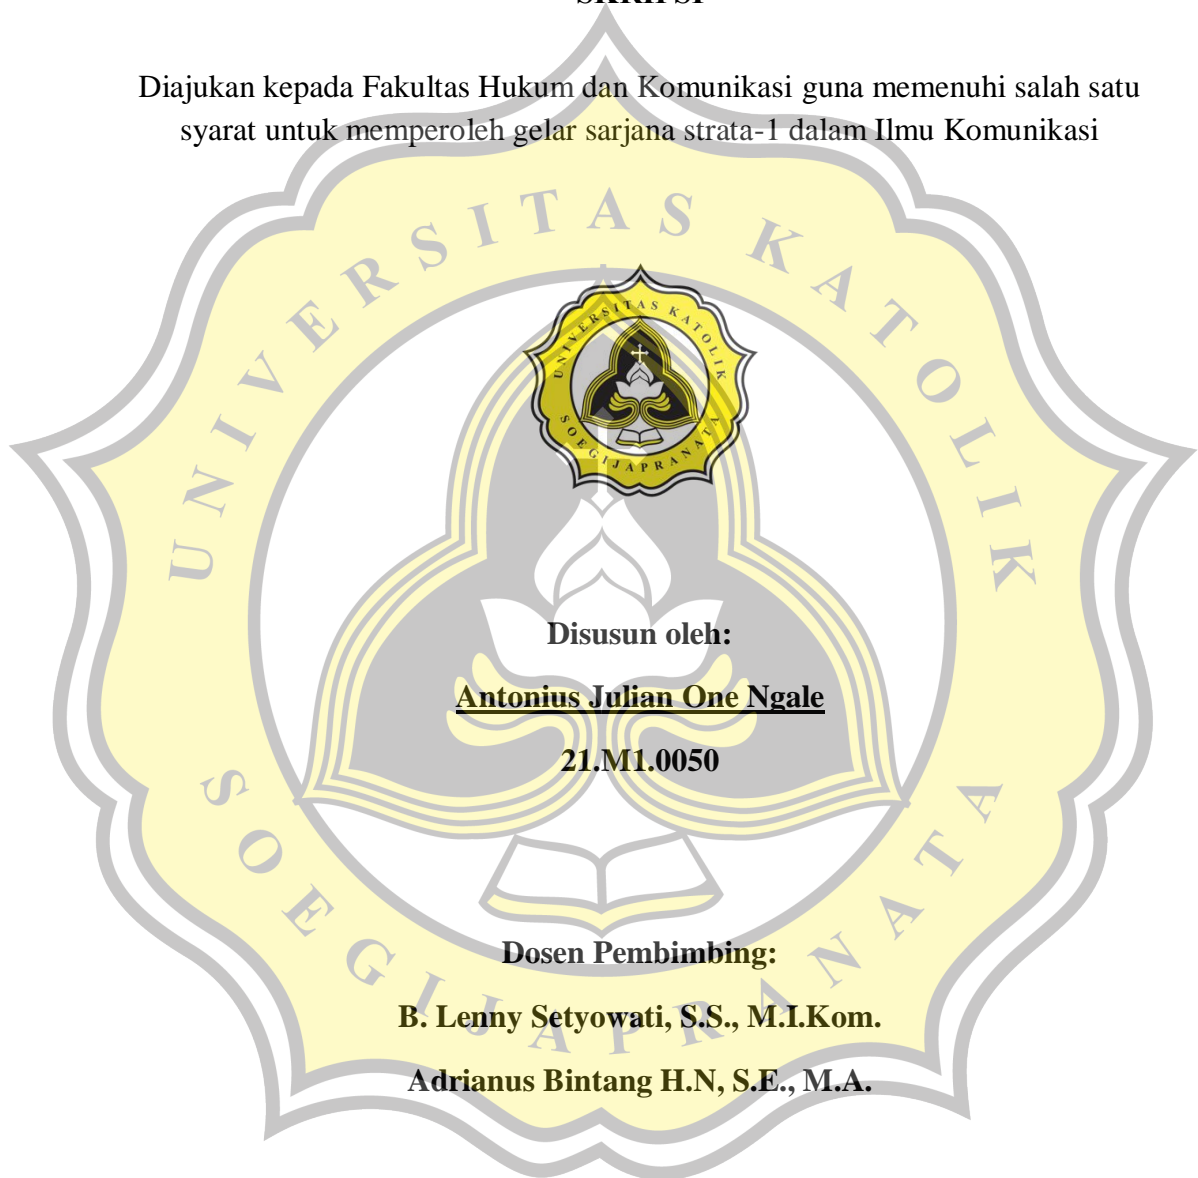 Diajukan kepada Fakultas Hukum dan Komunikasi guna memenuhi salah satu
syarat untuk memperoleh gelar sarjana strata-1 dalam Ilmu Komunikasi
UNIVERSITAS KATOLIK
SOEGIJAPRANATA
UNIVERSITAS KATOLIK
SOEGIJAPRANATA
Disusun oleh:
Antonius Julian One Ngale
21.M1.0050
Dosen Pembimbing:
B. Lenny Setyowati, S.S., M.I.Kom.
Adrianus Bintang H.N, S.E., M.A.